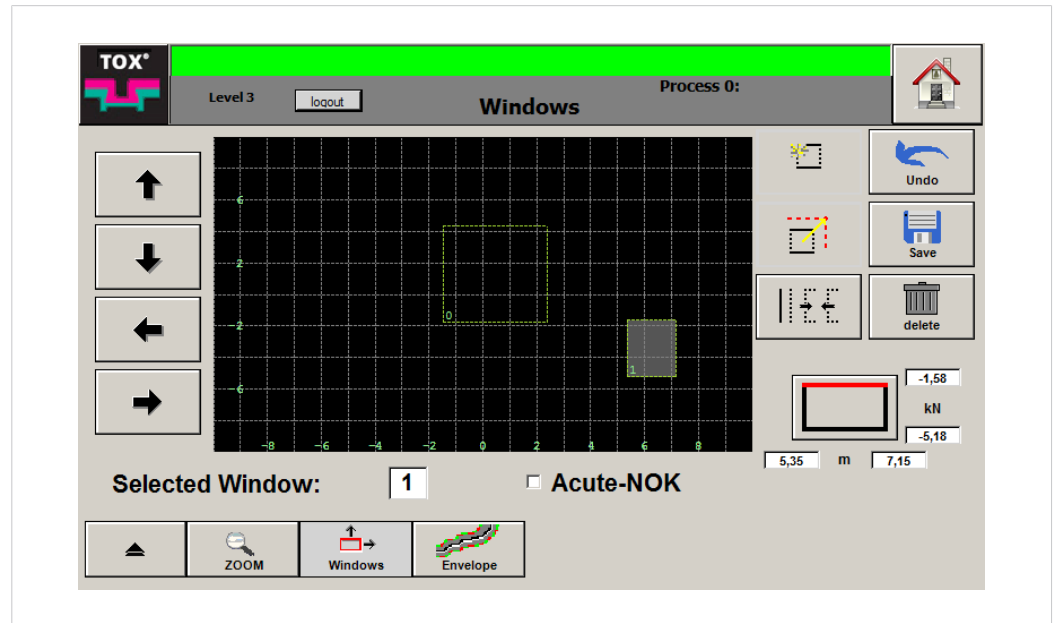 TOX®
Process 0:
Level 3
logout
Windows
Undo
6
Save
2
0
-2
delete
1
-6
-1,58
kN
-5,18
-8 -6 -4 -2 0 2 4 6 8
5,35 m 7,15
Selected Window: 1 Acute-NOK
ZOOM
Windows
Envelope